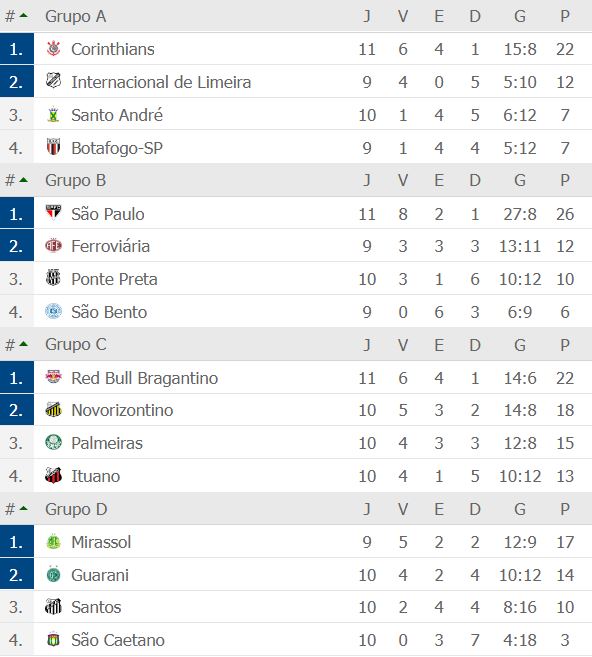 # Grupo A J V E D G P
1. Corinthians 11 6 4 1 15:8 22
2. Internacional de Limeira 9 4 0 5 5:10 12
3. Santo André 10 1 4 5 6:12 7
4. Botafogo-SP 9 1 4 4 5:12 7
# Grupo B J V E D G P
1. São Paulo 11 8 2 1 27:8 26
2. Ferroviária 9 3 3 3 13:11 12
3. Ponte Preta 10 3 1 6 10:12 10
4. São Bento 9 0 6 3 6:9 6
# Grupo C J V E D G P
1. Red Bull Bragantino 11 6 4 1 14:6 22
2. Novorizontino 10 5 3 2 14:8 18
3. Palmeiras 10 4 3 3 12:8 15
4. Ituano 10 4 1 5 10:12 13
# Grupo D J V E D G P
1. Mirassol 9 5 2 2 12:9 17
2. Guarani 10 4 2 4 10:12 14
3. Santos 10 2 4 4 8:16 10
4. São Caetano 10 0 3 7 4:18 3